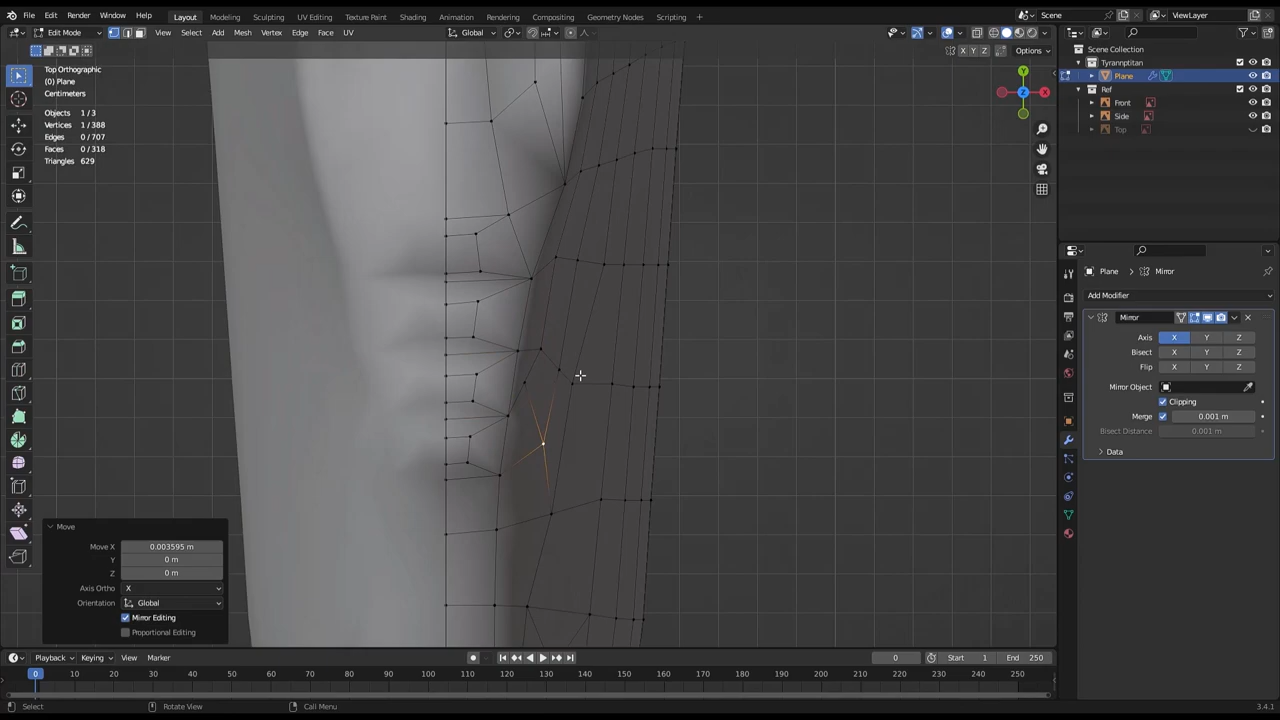 File Edit Render Window Help
Layout Modeling Sculpting UV Editing Texture Paint Shading Animation Rendering Compositing Geometry Nodes Scripting +
Scene
ViewLayer
Edit Mode
View Select Add Mesh Vertex Edge Face UV
Global
X Y Z
Options
Top Orthographic
(0) Plane
Centimeters
Objects 1/3
Vertices 1/388
Edges 0/707
Faces 0/318
Triangles 629
Y
X
Z
Scene Collection
Tyrannptitan
Plane
Ref
Front
Side
Top
Plane > Mirror
Add Modifier
Mirror
Axis X Y Z
Bisect X Y Z
Flip X Y Z
Mirror Object
Clipping
Merge 0.001 m
Bisect Distance 0.001 m
Data
Move
Move X 0.003595 m
Y 0 m
Z 0 m
Axis Ortho X
Orientation Global
Mirror Editing
Proportional Editing
Playback Keying View Marker
0
Start 1
End 250
0 10 20 30 40 50 60 70 80 90 100 110 120 130 140 150 160 170 180 190 200 210 220 230 240 250
Select
Rotate View
Call Menu
3.4.1